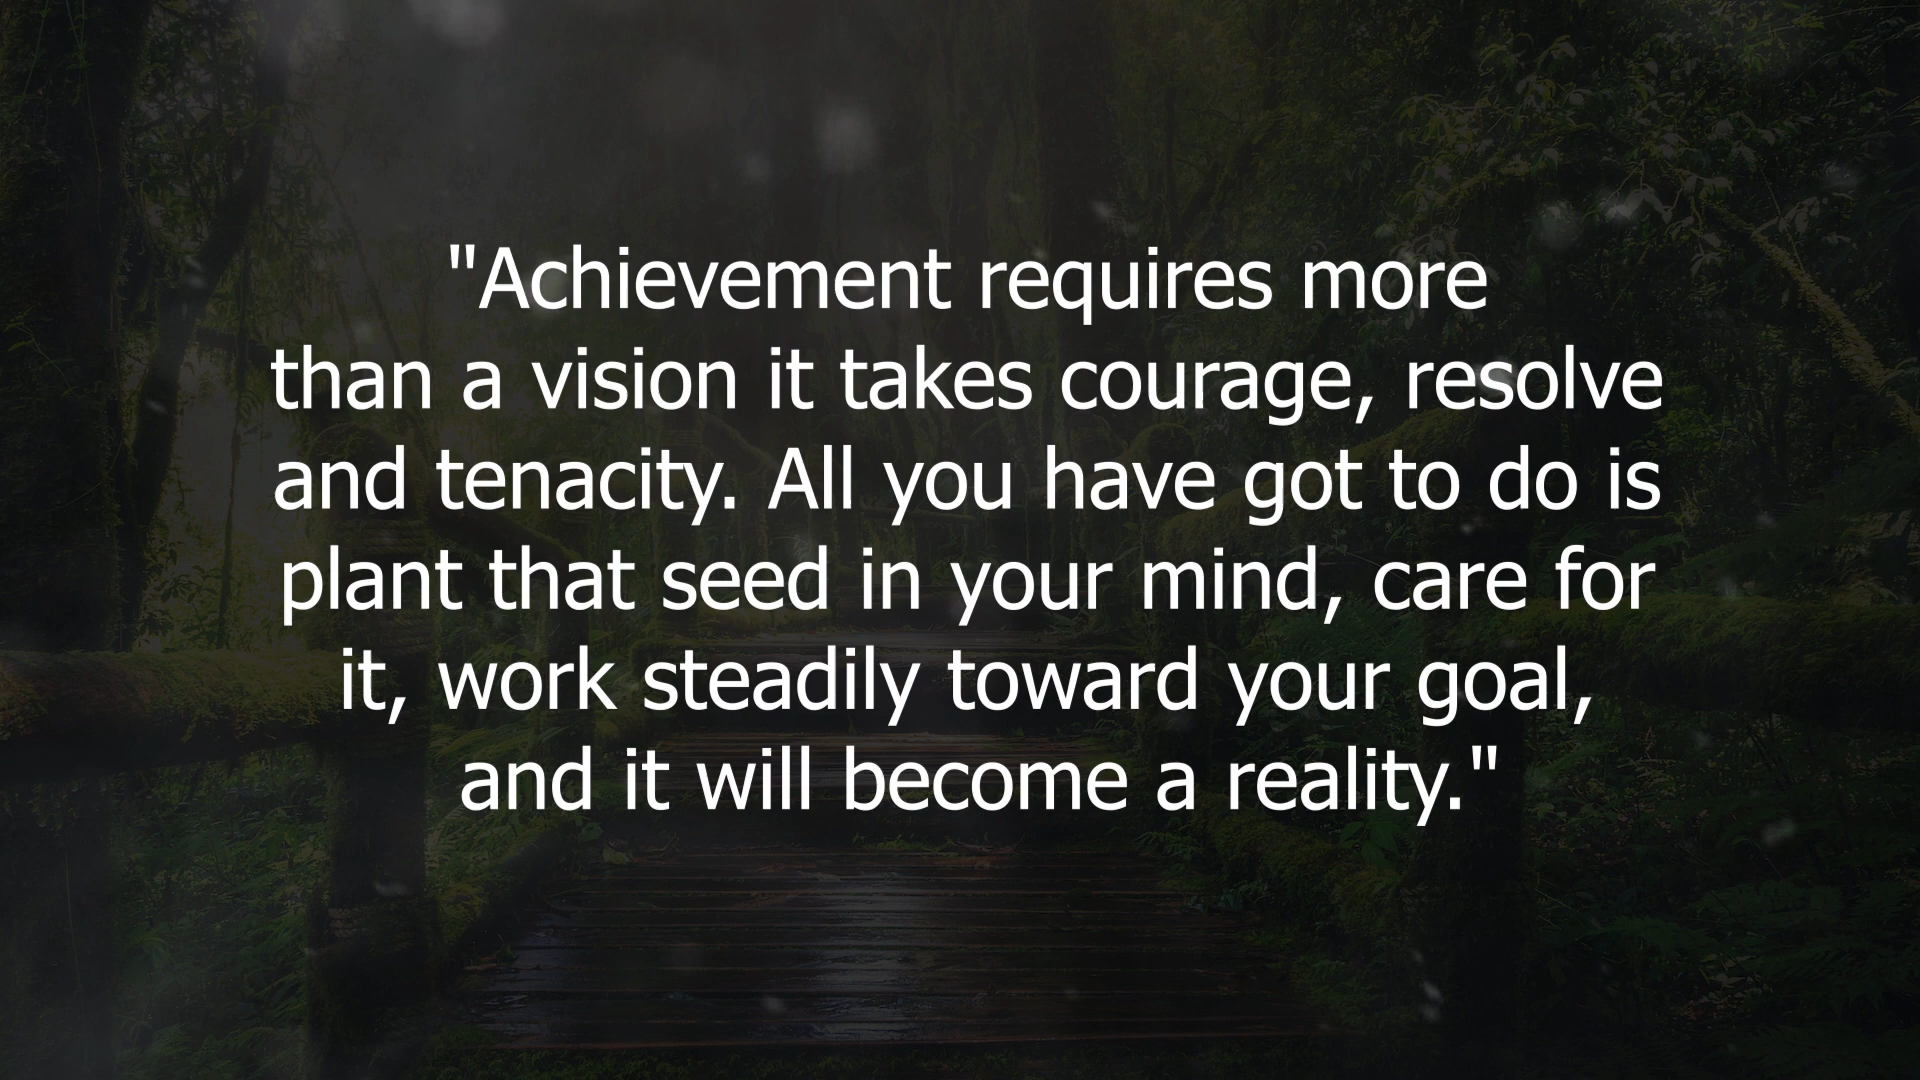 "Achievement requires more
than a vision it takes courage, resolve
and tenacity. All you have got to do is
plant that seed in your mind, care for
it, work steadily toward your goal,
and it will become a reality."